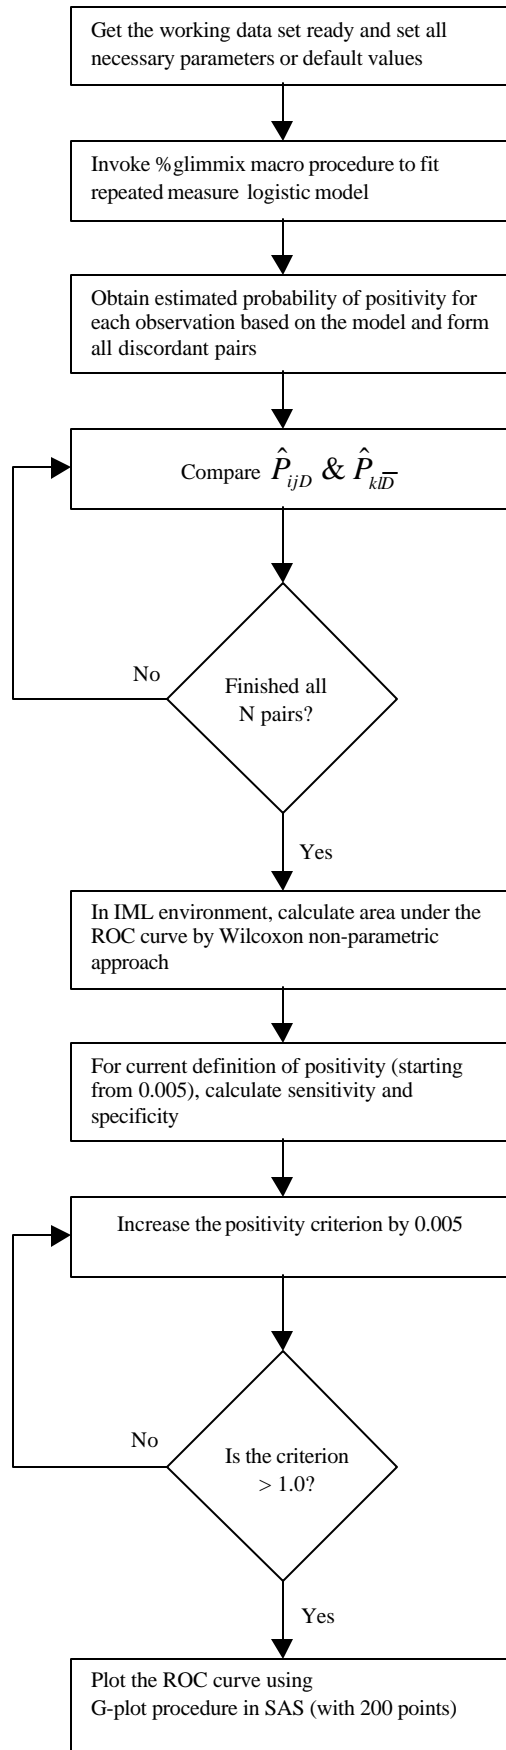 Get the working data set ready and set all
necessary parameters or default values
Invoke %glimmix macro procedure to fit
repeated measure logistic model
Obtain estimated probability of positivity for
each observation based on the model and form
all discordant pairs
Compare P̂_{ijD} & P̂_{klD̅}
No
Finished all
N pairs?
Yes
In IML environment, calculate area under the
ROC curve by Wilcoxon non-parametric
approach
For current definition of positivity (starting
from 0.005), calculate sensitivity and
specificity
Increase the positivity criterion by 0.005
No
Is the criterion
> 1.0?
Yes
Plot the ROC curve using
G-plot procedure in SAS (with 200 points)